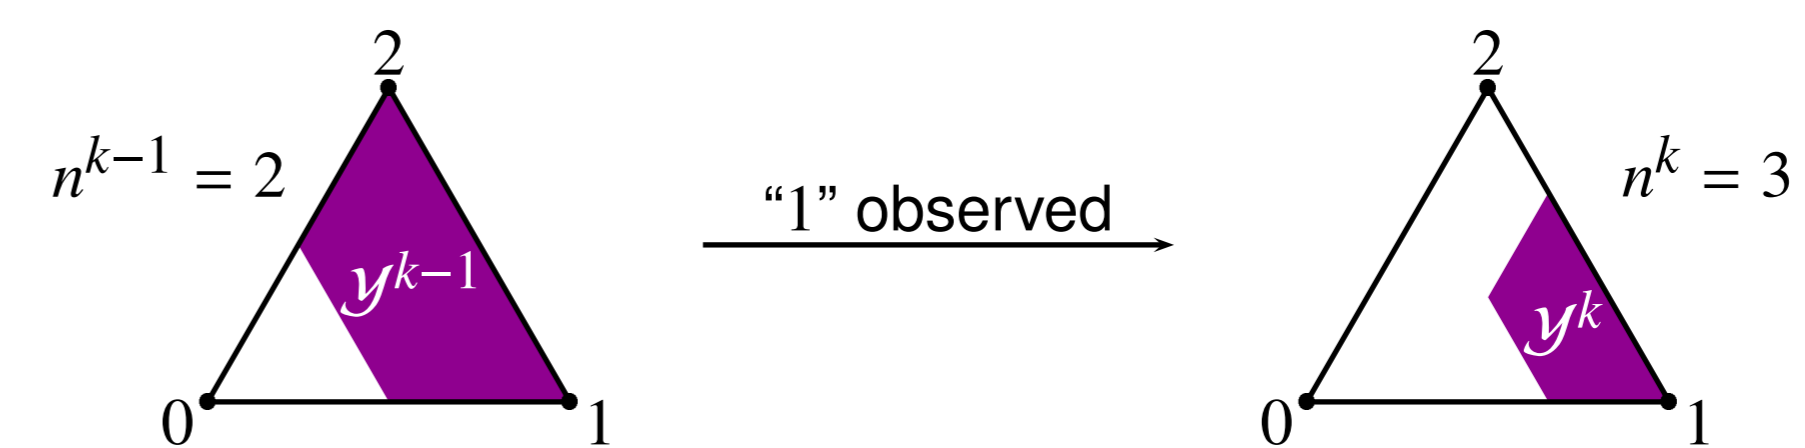 2
n^{k-1} = 2
𝒴^{k-1}
0
1
“1” observed
2
n^k = 3
𝒴^k
0
1